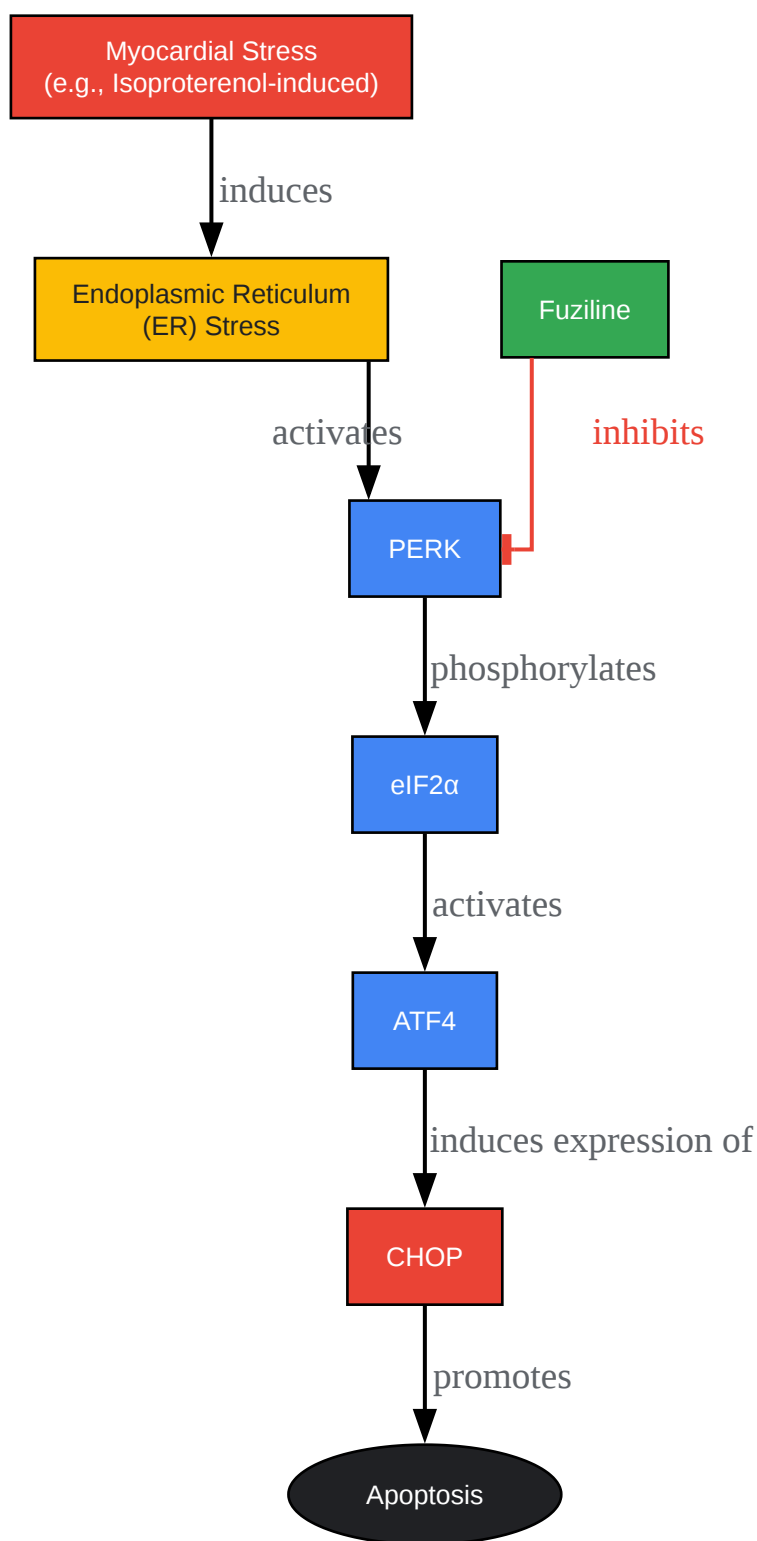 Myocardial Stress
(e.g., Isoproterenol-induced)
induces
Endoplasmic Reticulum
(ER) Stress
Fuziline
activates
inhibits
PERK
phosphorylates
eIF2α
activates
ATF4
induces expression of
CHOP
promotes
Apoptosis